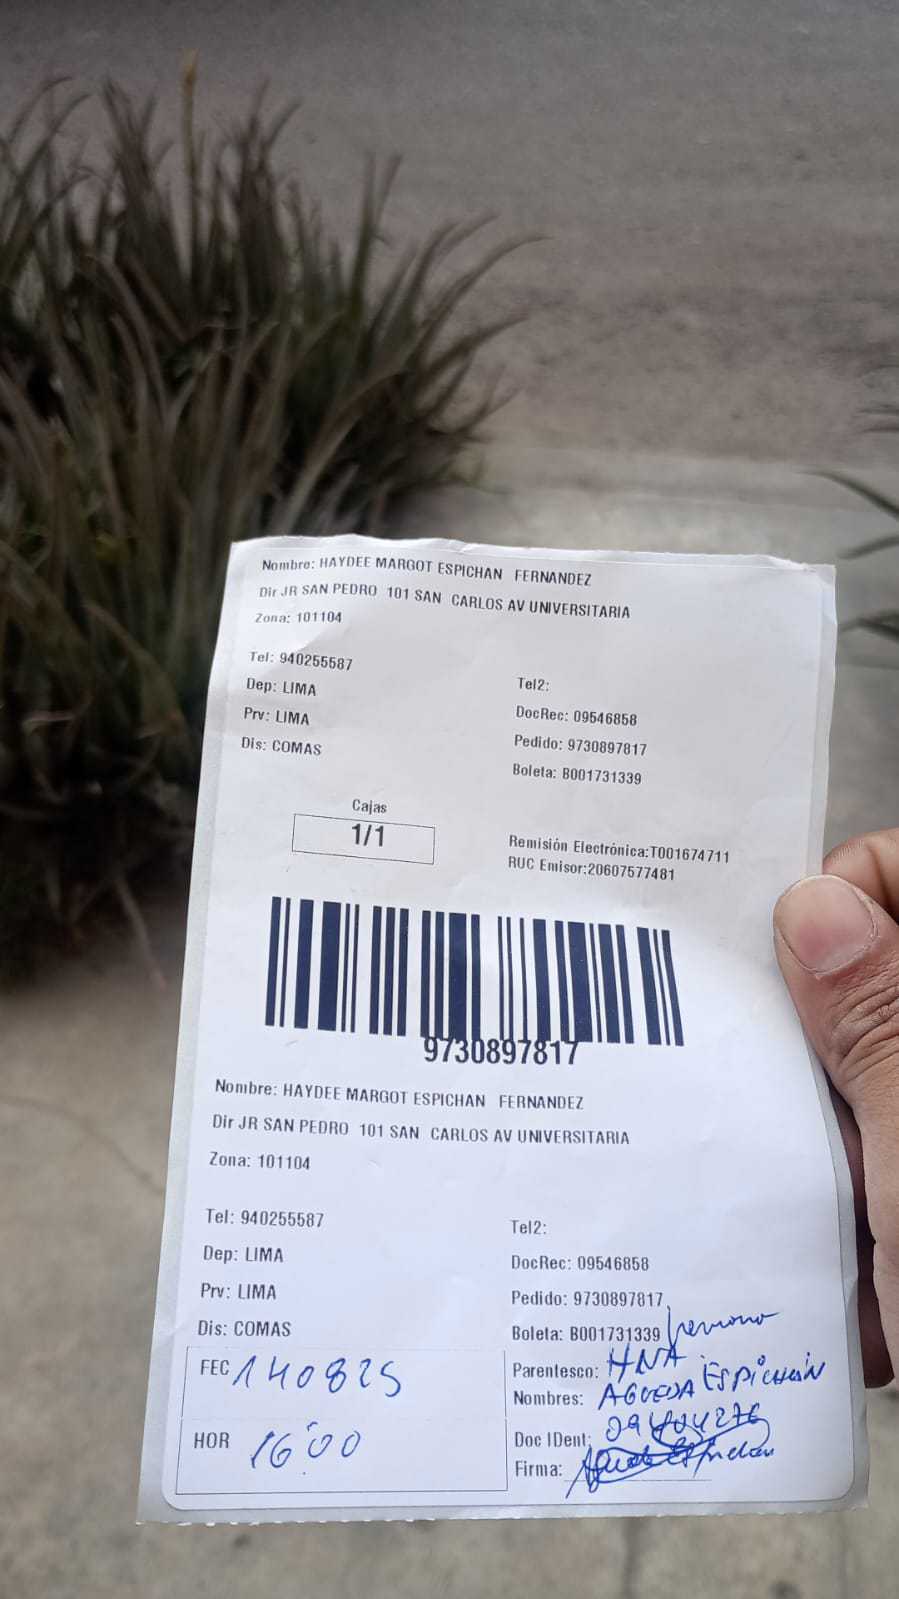 Nombre: HAYDEE MARGOT ESPICHAN FERNANDEZ
Dir JR SAN PEDRO 101 SAN CARLOS AV UNIVERSITARIA
Zona: 101104
Tel: 940255587
Tel2:
Dep: LIMA
DocRec: 09546858
Prv: LIMA
Pedido: 9730897817
Dis: COMAS
Boleta: B001731339
Cajas
1/1
Remisión Electrónica:T001674711
RUC Emisor:20607577481
9730897817
Nombre: HAYDEE MARGOT ESPICHAN FERNANDEZ
Dir JR SAN PEDRO 101 SAN CARLOS AV UNIVERSITARIA
Zona: 101104
Tel: 940255587
Tel2:
Dep: LIMA
DocRec: 09546858
Prv: LIMA
Pedido: 9730897817
Dis: COMAS
Boleta: B001731339
FEC 140825
Parentesco: HNA.
Nombres: AGUEDA ESPICHÁN
HOR 16:00
Doc IDent:
Firma: